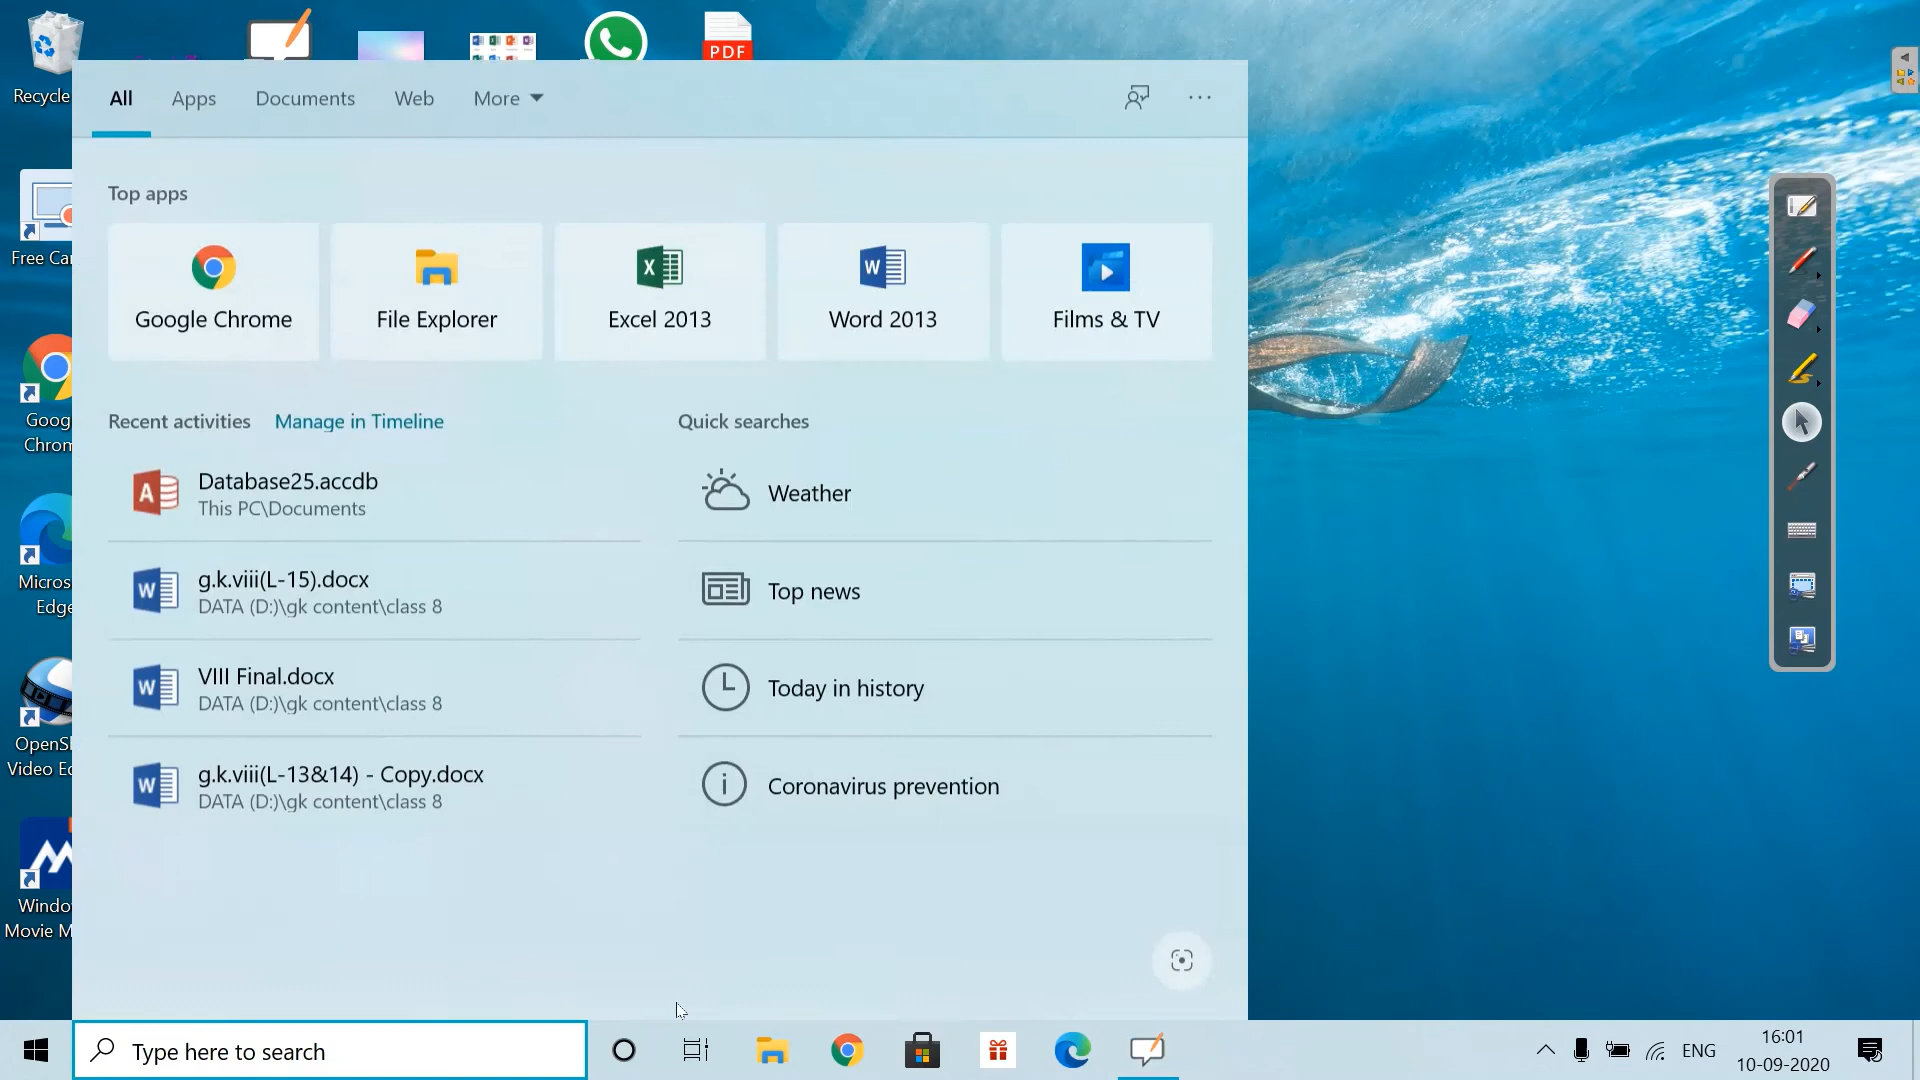 PDF
Recycle
All
Apps
Documents
Web
More
Top apps
Google Chrome
File Explorer
Excel 2013
Word 2013
Films & TV
Free Ca
Goog
Chrom
Recent activities
Manage in Timeline
Database25.accdb
This PC\Documents
g.k.viii(L-15).docx
DATA (D:)\gk content\class 8
VIII Final.docx
DATA (D:)\gk content\class 8
g.k.viii(L-13&14) - Copy.docx
DATA (D:)\gk content\class 8
Quick searches
Weather
Top news
Today in history
Coronavirus prevention
Micros
Edge
OpenSh
Video Ed
Windo
Movie M
Type here to search
ENG
16:01
10-09-2020